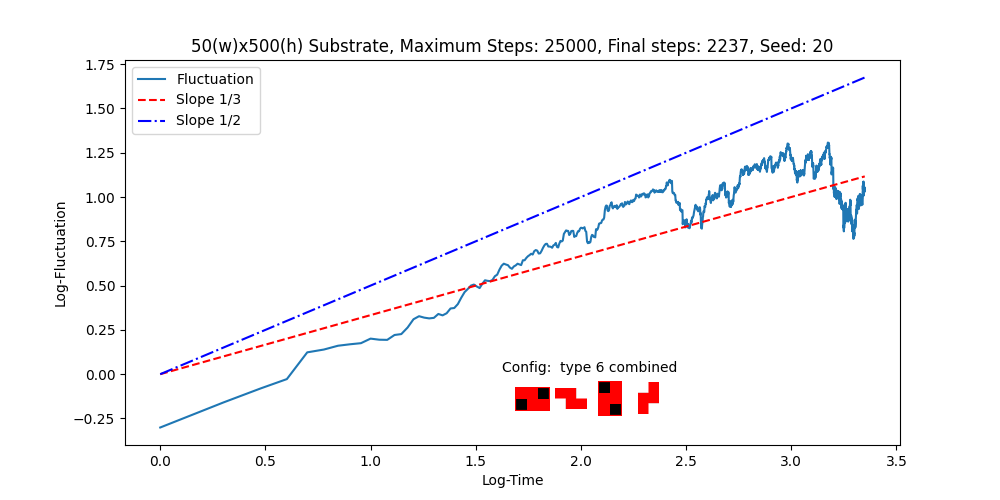 50(w)x500(h) Substrate, Maximum Steps: 25000, Final steps: 2237, Seed: 20
1.75
1.50
1.25
1.00
0.75
0.50
0.25
0.00
−0.25
Log-Fluctuation
Fluctuation
Slope 1/3
Slope 1/2
Config:  type 6 combined
0.0 0.5 1.0 1.5 2.0 2.5 3.0 3.5
Log-Time